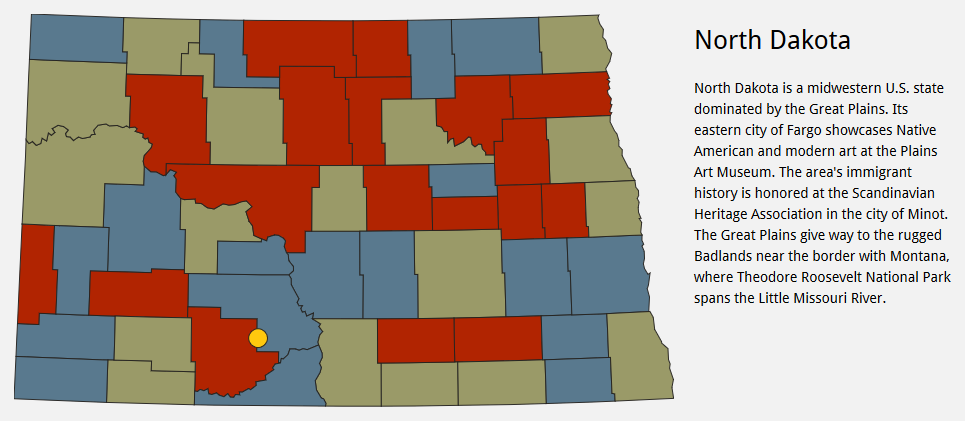 North Dakota
North Dakota is a midwestern U.S. state
dominated by the Great Plains. Its
eastern city of Fargo showcases Native
American and modern art at the Plains
Art Museum. The area's immigrant
history is honored at the Scandinavian
Heritage Association in the city of Minot.
The Great Plains give way to the rugged
Badlands near the border with Montana,
where Theodore Roosevelt National Park
spans the Little Missouri River.